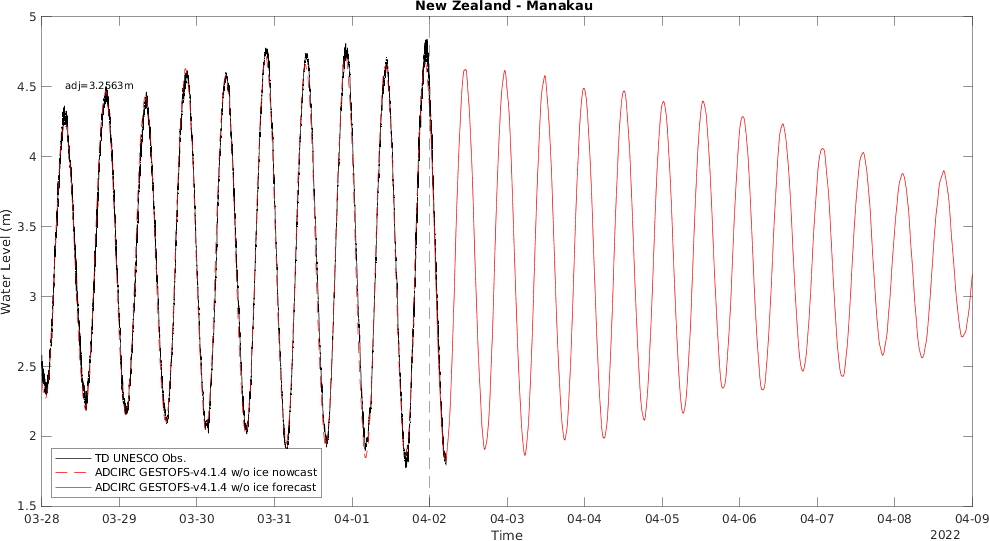 New Zealand - Manakau
5
4.5
4
3.5
3
2.5
2
1.5
Water Level (m)
adj=3.2563m
TD UNESCO Obs.
ADCIRC GESTOFS-v4.1.4 w/o ice nowcast
ADCIRC GESTOFS-v4.1.4 w/o ice forecast
03-28 03-29 03-30 03-31 04-01 04-02 04-03 04-04 04-05 04-06 04-07 04-08 04-09
Time
2022